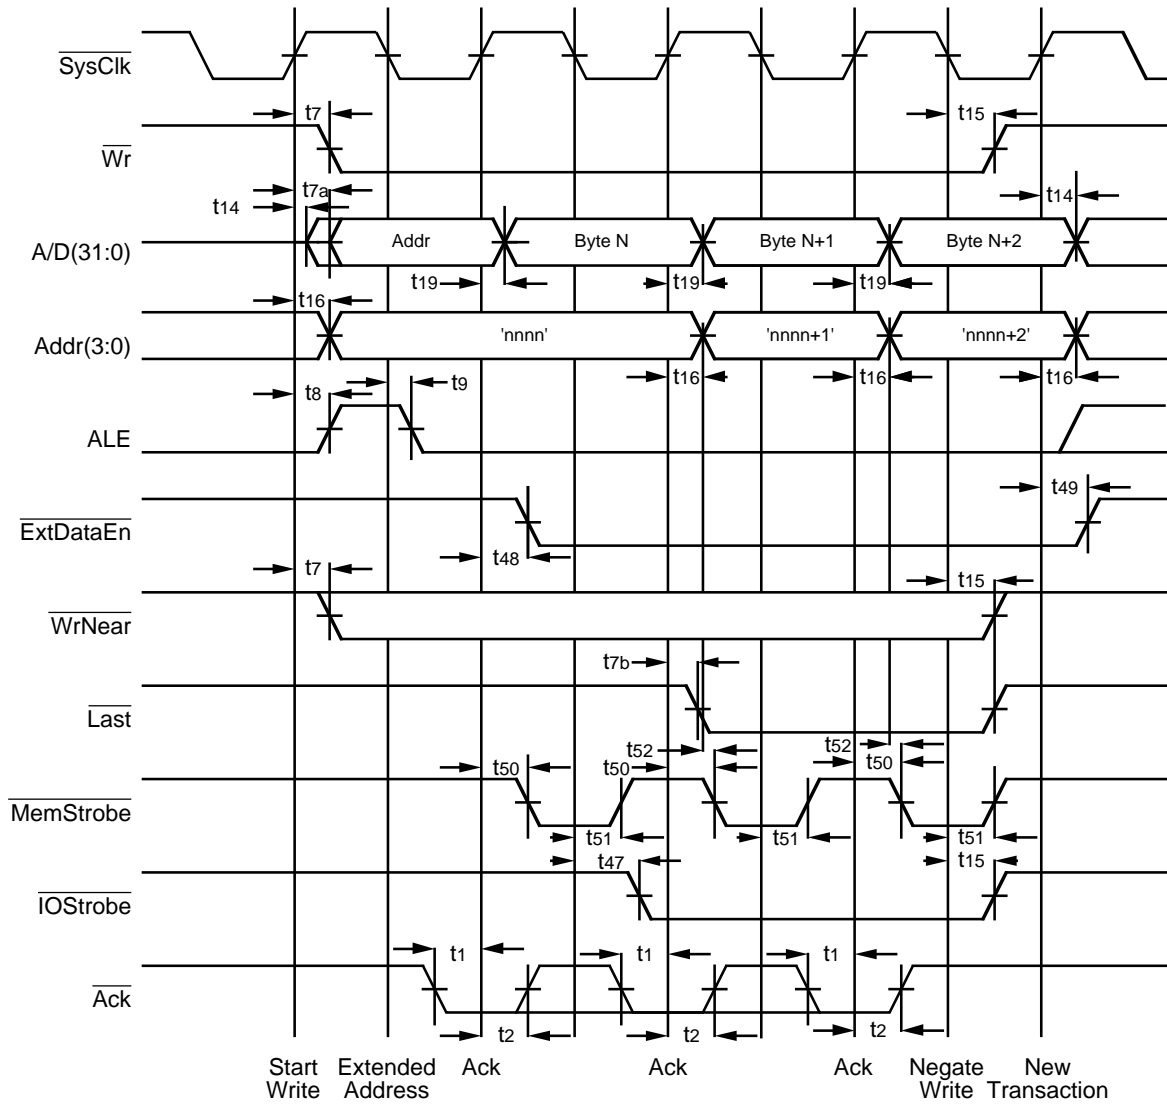 SysClk
t7 t15
Wr
t7a
t14 t14
A/D(31:0) Addr Byte N Byte N+1 Byte N+2
t19 t19 t19
t16
Addr(3:0) 'nnnn' 'nnnn+1' 'nnnn+2'
t16 t16 t16
t9
t8
ALE
t49
ExtDataEn
t48
t7 t15
WrNear
t7b
Last
t52 t52
t50 t50 t50
MemStrobe
t51 t51 t51
t47 t15
IOStrobe
t1 t1 t1
Ack
t2 t2 t2
Start Extended Ack Ack Ack Negate New
Write Address Write Transaction